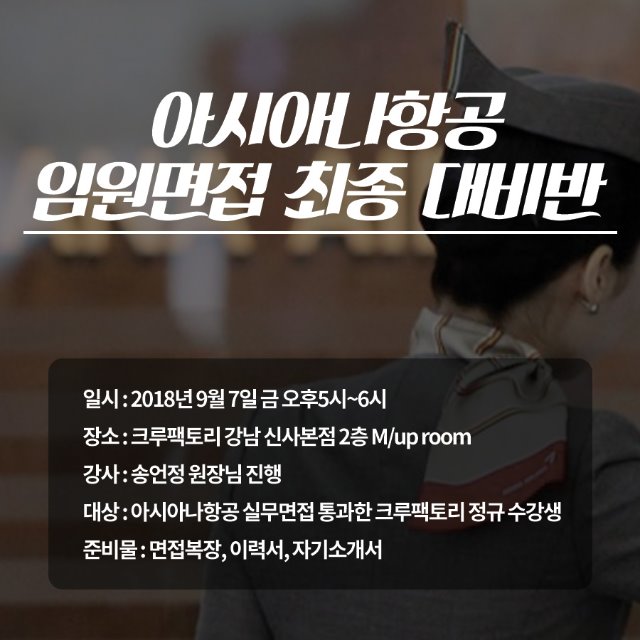 아시아나항공
임원면접 최종 대비반
일시 : 2018년 9월 7일 금 오후5시~6시
장소 : 크루팩토리 강남 신사본점 2층 M/up room
강사 : 송언정 원장님 진행
대상 : 아시아나항공 실무면접 통과한 크루팩토리 정규 수강생
준비물 : 면접복장, 이력서, 자기소개서